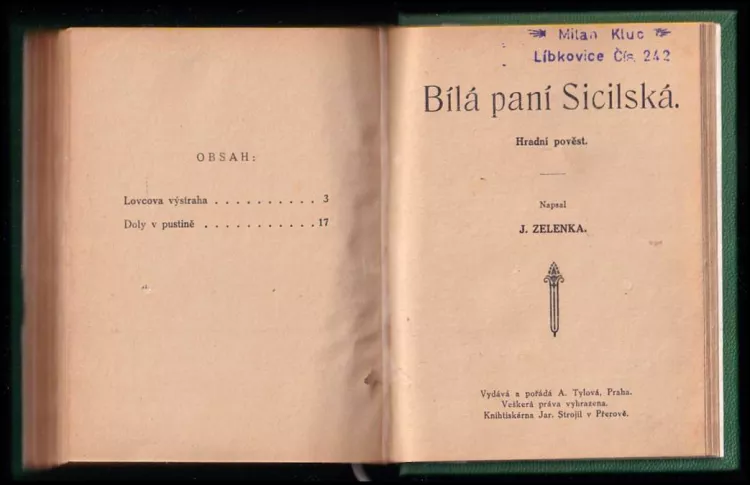 OBSAH:
Lovcova výstraha . . . . . . . . . . 3
Doly v pustině . . . . . . . . . . . 17
Milan Kluc
Líbkovice Čís. 242
Bílá paní Sicilská.
Hradní pověst.
Napsal
J. ZELENKA.
Vydává a pořádá A. Tylová, Praha.
Veškerá práva vyhrazena.
Knihtiskárna Jar. Strojil v Přerově.